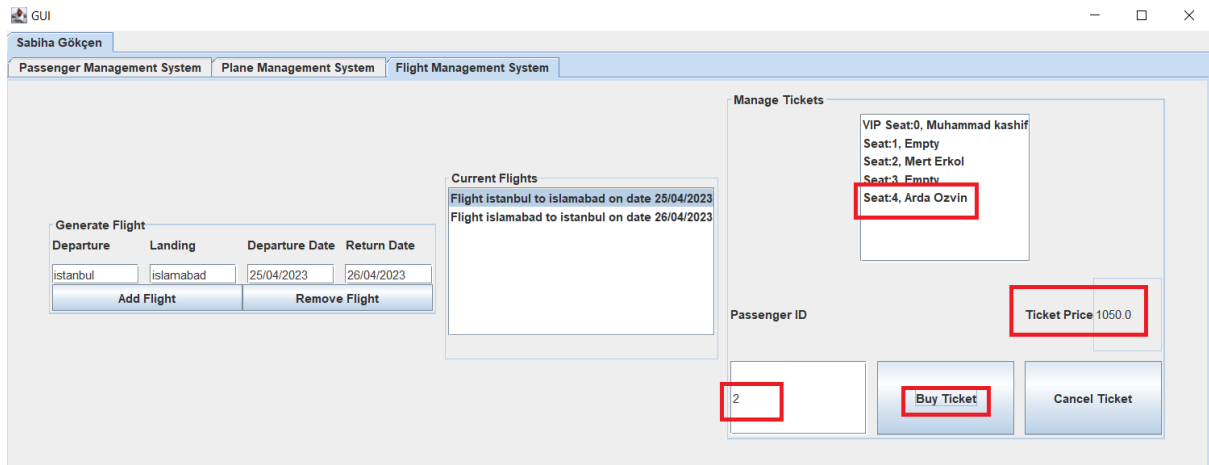 GUI
Sabiha Gökçen
Passenger Management System
Plane Management System
Flight Management System
Generate Flight
Departure Landing Departure Date Return Date
istanbul islamabad 25/04/2023 26/04/2023
Add Flight Remove Flight
Current Flights
Flight istanbul to islamabad on date 25/04/2023
Flight islamabad to istanbul on date 26/04/2023
Manage Tickets
VIP Seat:0, Muhammad kashif
Seat:1, Empty
Seat:2, Mert Erkol
Seat:3, Empty
Seat:4, Arda Ozvin
Passenger ID
Ticket Price 1050.0
2
Buy Ticket
Cancel Ticket